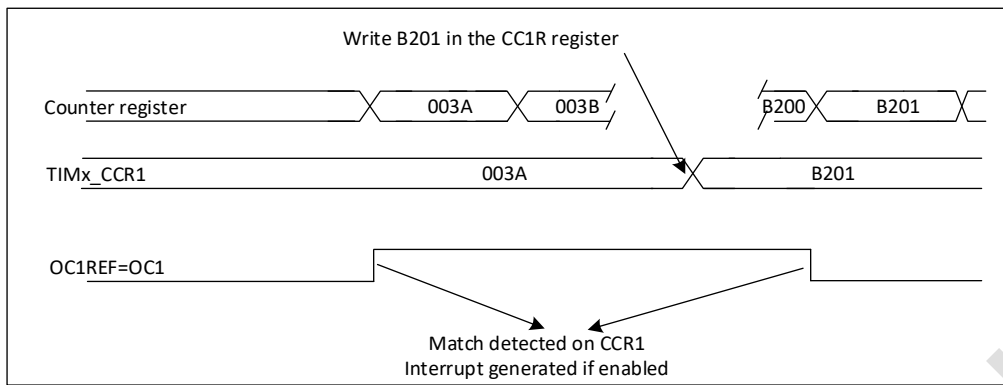 Write B201 in the CC1R register
Counter register 003A 003B B200 B201
TIMx_CCR1 003A B201
OC1REF=OC1
Match detected on CCR1
Interrupt generated if enabled